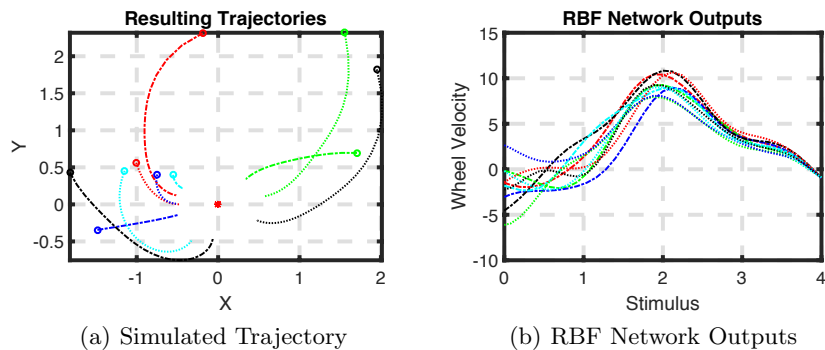 Resulting Trajectories
Y
2
1.5
1
0.5
0
-0.5
-1
0
1
2
X
(a) Simulated Trajectory
RBF Network Outputs
Wheel Velocity
15
10
5
0
-5
-10
0
1
2
3
4
Stimulus
(b) RBF Network Outputs